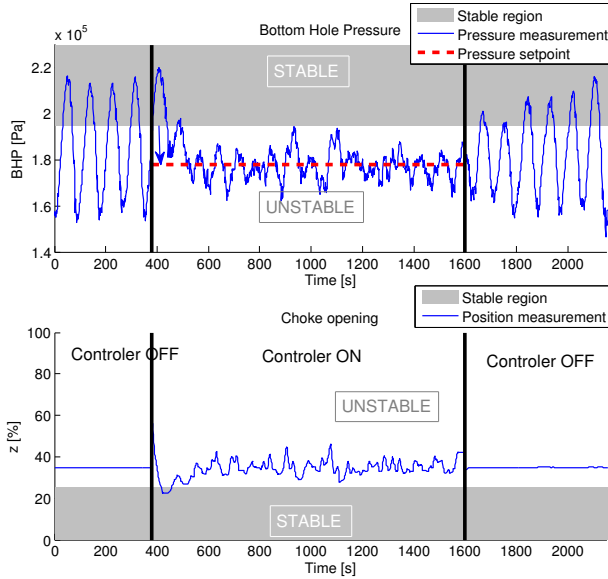 Bottom Hole Pressure
Stable region
Pressure measurement
Pressure setpoint
x 10⁵
2.2
2
1.8
1.6
1.4
BHP [Pa]
STABLE
UNSTABLE
0 200 400 600 800 1000 1200 1400 1600 1800 2000
Time [s]
Stable region
Position measurement
Choke opening
100
80
60
40
20
0
z [%]
Controler OFF
Controler ON
Controler OFF
UNSTABLE
STABLE
0 200 400 600 800 1000 1200 1400 1600 1800 2000
Time [s]